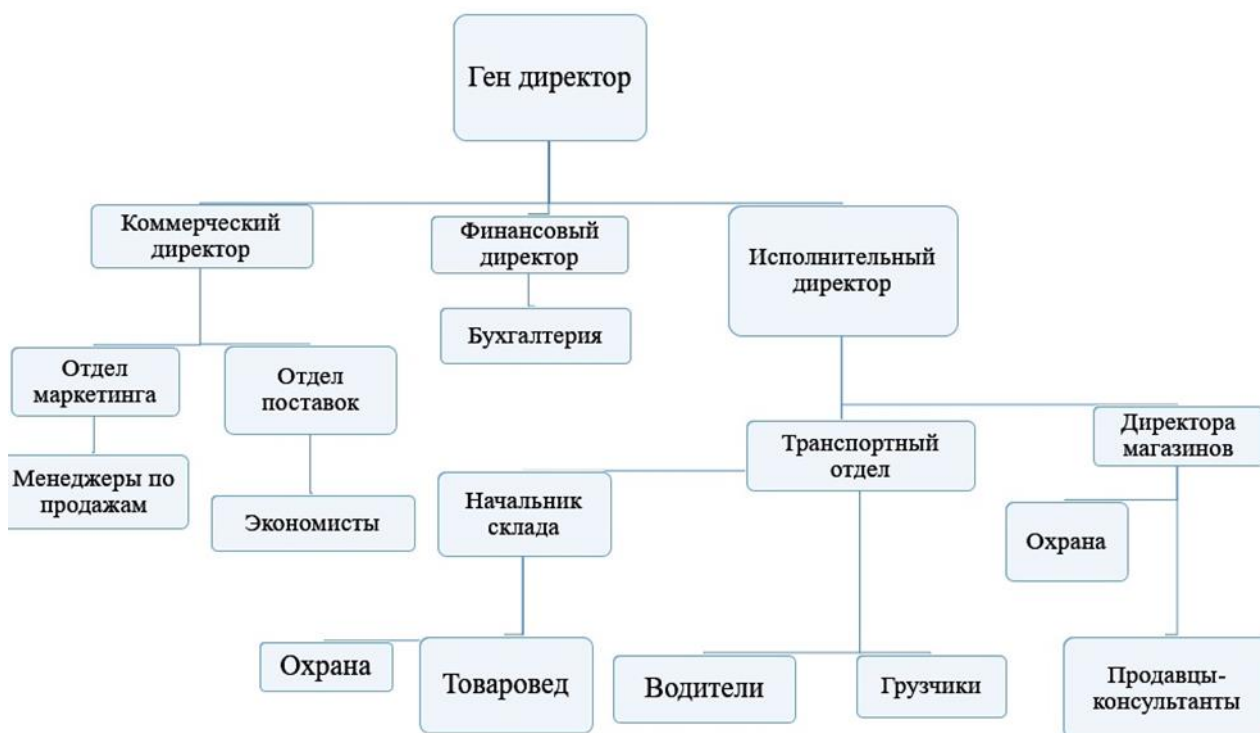 Ген директор
Коммерческий
директор
Финансовый
директор
Исполнительный
директор
Бухгалтерия
Отдел
маркетинга
Отдел
поставок
Транспортный
отдел
Директора
магазинов
Менеджеры по
продажам
Экономисты
Начальник
склада
Охрана
Охрана
Товаровед
Водители
Грузчики
Продавцы-
консультанты